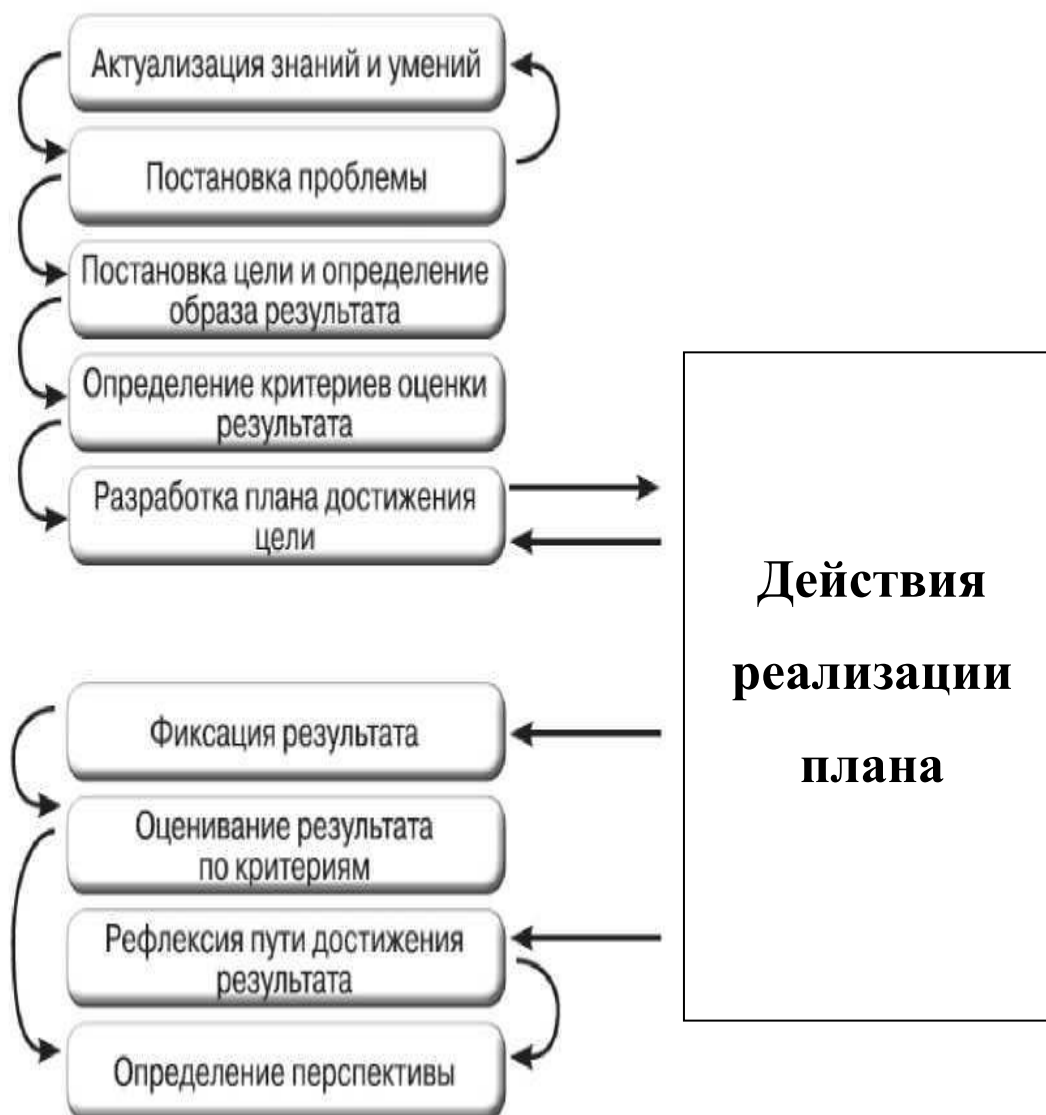 Актуализация знаний и умений
Постановка проблемы
Постановка цели и определение
образа результата
Определение критериев оценки
результата
Разработка плана достижения
цели
Действия
реализации
плана
Фиксация результата
Оценивание результата
по критериям
Рефлексия пути достижения
результата
Определение перспективы